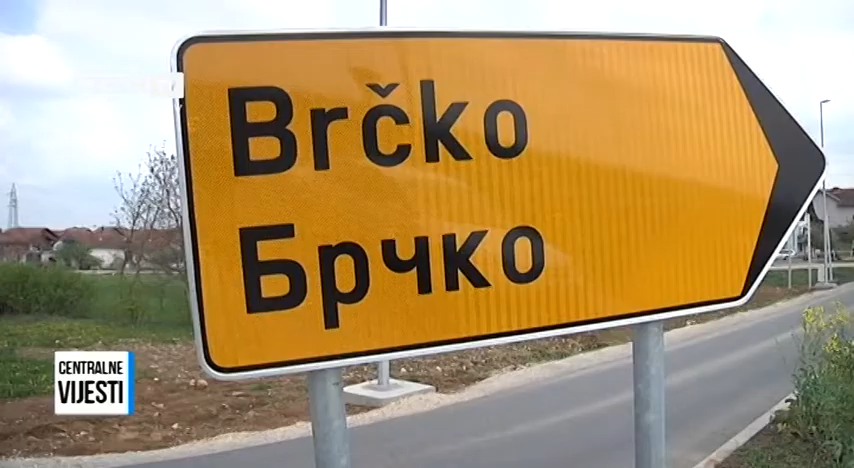 Brčko
Брчко
CENTRALNE
VIJESTI